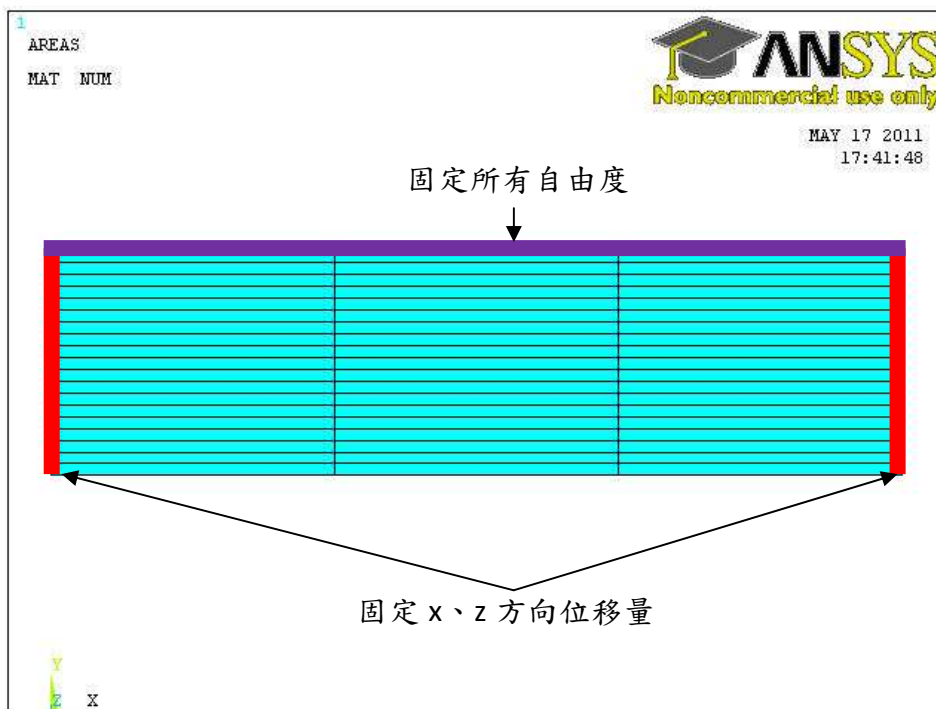 1
AREAS
MAT NUM
ANSYS
Noncommercial use only
MAY 17 2011
17:41:48
固定所有自由度
固定 x、z 方向位移量
Y
Z X